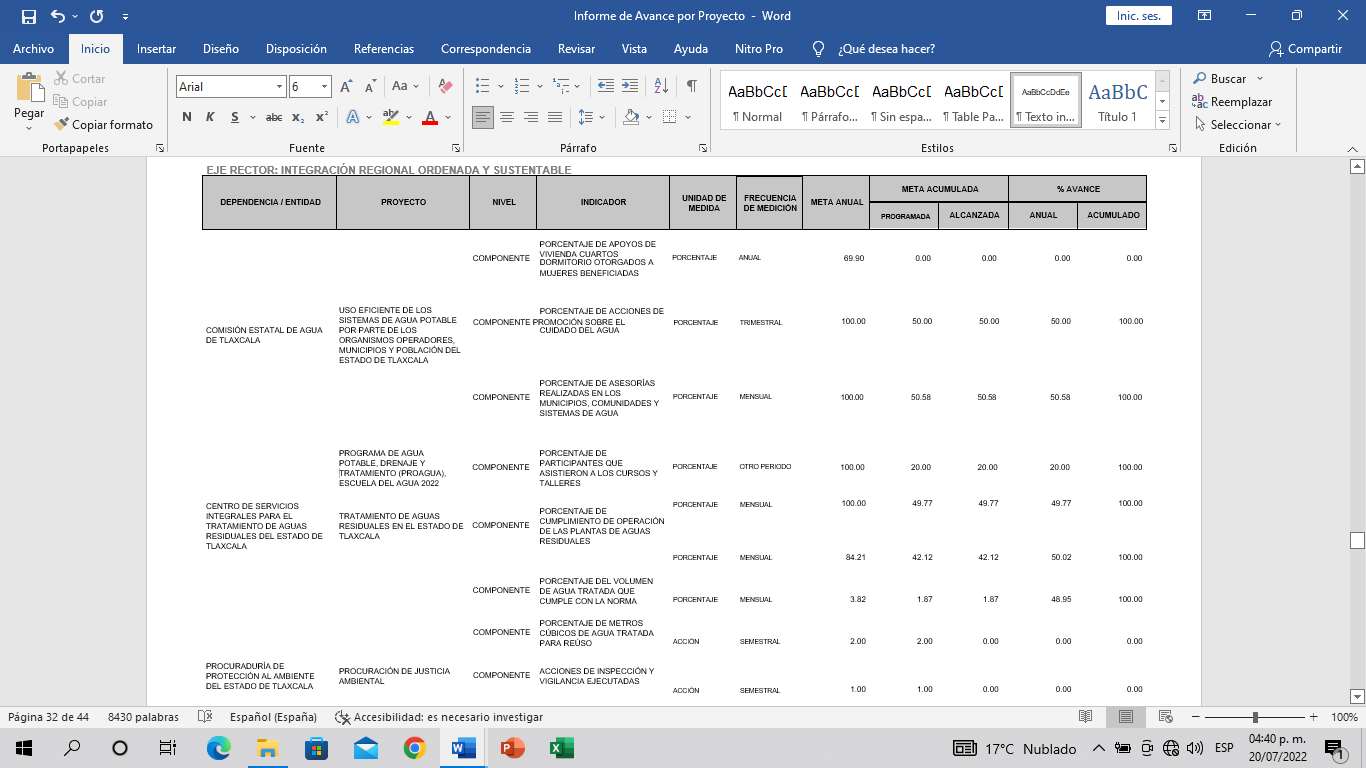 Informe de Avance por Proyecto - Word
Inic. ses.
Archivo Inicio Insertar Diseño Disposición Referencias Correspondencia Revisar Vista Ayuda Nitro Pro ¿Qué desea hacer? Compartir
Pegar
Cortar
Copiar
Copiar formato
Portapapeles
Arial 6
N K S abc x₂ x²
Fuente
Párrafo
AaBbCcD AaBbCcD AaBbCcD AaBbCcD AaBbCcDdEe AaBbC
¶ Normal ¶ Párrafo... ¶ Sin espa... ¶ Table Pa... ¶ Texto in... Título 1
Estilos
Buscar
Reemplazar
Seleccionar
Edición
EJE RECTOR: INTEGRACIÓN REGIONAL ORDENADA Y SUSTENTABLE
DEPENDENCIA / ENTIDAD
PROYECTO
NIVEL
INDICADOR
UNIDAD DE
MEDIDA
FRECUENCIA
DE MEDICIÓN
META ANUAL
META ACUMULADA
PROGRAMADA
ALCANZADA
% AVANCE
ANUAL
ACUMULADO
COMPONENTE
PORCENTAJE DE APOYOS DE
VIVIENDA CUARTOS
DORMITORIO OTORGADOS A
MUJERES BENEFICIADAS
PORCENTAJE ANUAL 69.90 0.00 0.00 0.00 0.00
COMISIÓN ESTATAL DE AGUA
DE TLAXCALA
USO EFICIENTE DE LOS
SISTEMAS DE AGUA POTABLE
POR PARTE DE LOS
ORGANISMOS OPERADORES,
MUNICIPIOS Y POBLACIÓN DEL
ESTADO DE TLAXCALA
COMPONENTE
PORCENTAJE DE ACCIONES DE
PROMOCIÓN SOBRE EL
CUIDADO DEL AGUA
PORCENTAJE TRIMESTRAL 100.00 50.00 50.00 50.00 100.00
COMPONENTE
PORCENTAJE DE ASESORÍAS
REALIZADAS EN LOS
MUNICIPIOS, COMUNIDADES Y
SISTEMAS DE AGUA
PORCENTAJE MENSUAL 100.00 50.58 50.58 50.58 100.00
PROGRAMA DE AGUA
POTABLE, DRENAJE Y
TRATAMIENTO (PROAGUA),
ESCUELA DEL AGUA 2022
COMPONENTE
PORCENTAJE DE
PARTICIPANTES QUE
ASISTIERON A LOS CURSOS Y
TALLERES
PORCENTAJE OTRO PERIODO 100.00 20.00 20.00 20.00 100.00
CENTRO DE SERVICIOS
INTEGRALES PARA EL
TRATAMIENTO DE AGUAS
RESIDUALES DEL ESTADO DE
TLAXCALA
TRATAMIENTO DE AGUAS
RESIDUALES EN EL ESTADO DE
TLAXCALA
COMPONENTE
PORCENTAJE DE
CUMPLIMIENTO DE OPERACIÓN
DE LAS PLANTAS DE AGUAS
RESIDUALES
PORCENTAJE MENSUAL 100.00 49.77 49.77 49.77 100.00
PORCENTAJE MENSUAL 84.21 42.12 42.12 50.02 100.00
COMPONENTE
PORCENTAJE DEL VOLUMEN
DE AGUA TRATADA QUE
CUMPLE CON LA NORMA
PORCENTAJE MENSUAL 3.82 1.87 1.87 48.95 100.00
COMPONENTE
PORCENTAJE DE METROS
CÚBICOS DE AGUA TRATADA
PARA REÚSO
ACCIÓN SEMESTRAL 2.00 2.00 0.00 0.00 0.00
PROCURADURÍA DE
PROTECCIÓN AL AMBIENTE
DEL ESTADO DE TLAXCALA
PROCURACIÓN DE JUSTICIA
AMBIENTAL
COMPONENTE
ACCIONES DE INSPECCIÓN Y
VIGILANCIA EJECUTADAS
ACCIÓN SEMESTRAL 1.00 1.00 0.00 0.00 0.00
Página 32 de 44 8430 palabras Español (España) Accesibilidad: es necesario investigar 100%
17°C Nublado ESP
04:40 p. m.
20/07/2022
1